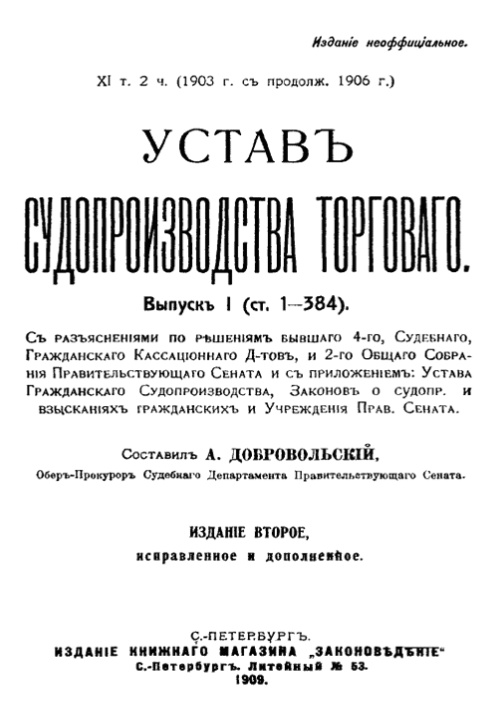 Изданіе неоффиціальное.
XI т. 2 ч. (1903 г. съ продолж. 1906 г.)
УСТАВЪ
СУДОПРОИЗВОДСТВА ТОРГОВАГО.
Выпускъ I (ст. 1—384).
Съ разъясненіями по рѣшеніямъ бывшаго 4-го, Судебнаго,
Гражданскаго Кассаціоннаго Д-товъ, и 2-го Общаго Собра-
нія Правительствующаго Сената и съ приложеніемъ: Устава
Гражданскаго Судопроизводства, Законовъ о судопр. и
взысканіяхъ гражданскихъ и Учрежденія Прав. Сената.
Составилъ А. ДОБРОВОЛЬСКІЙ,
Оберъ-Прокуроръ Судебнаго Департамента Правительствующаго Сената.
ИЗДАНІЕ ВТОРОЕ,
исправленное и дополненное.
С.-ПЕТЕРБУРГЪ.
ИЗДАНІЕ КНИЖНАГО МАГАЗИНА „ЗАКОНОВѢДѢНІЕ"
С.-Петербургъ. Литейный № 53.
1909.